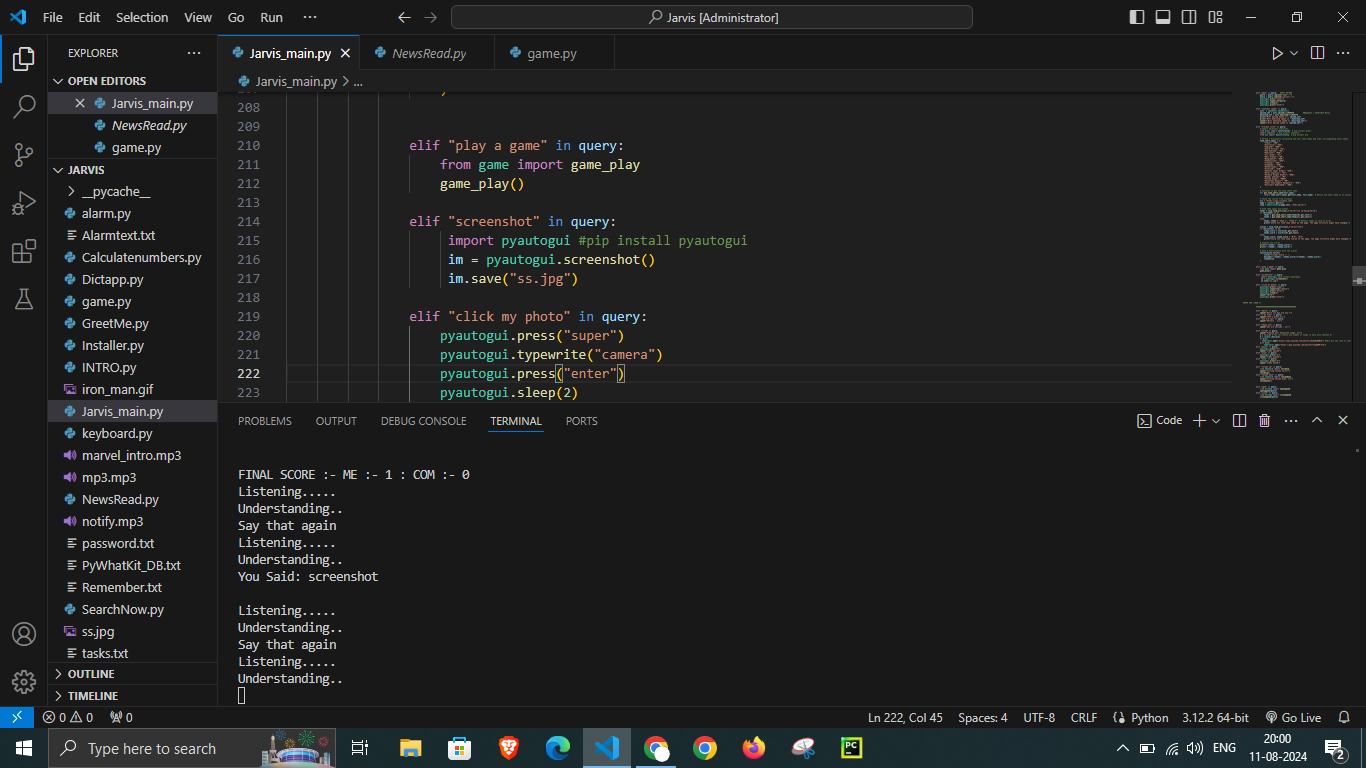 File Edit Selection View Go Run ··· Jarvis [Administrator]
EXPLORER ···
OPEN EDITORS
Jarvis_main.py
NewsRead.py
game.py
JARVIS
__pycache__
alarm.py
Alarmtext.txt
Calculatenumbers.py
Dictapp.py
game.py
GreetMe.py
Installer.py
INTRO.py
iron_man.gif
Jarvis_main.py
keyboard.py
marvel_intro.mp3
mp3.mp3
NewsRead.py
notify.mp3
password.txt
PyWhatKit_DB.txt
Remember.txt
SearchNow.py
ss.jpg
tasks.txt
OUTLINE
TIMELINE
Jarvis_main.py NewsRead.py game.py
Jarvis_main.py > ...
208
209
210 elif "play a game" in query:
211 from game import game_play
212 game_play()
213
214 elif "screenshot" in query:
215 import pyautogui #pip install pyautogui
216 im = pyautogui.screenshot()
217 im.save("ss.jpg")
218
219 elif "click my photo" in query:
220 pyautogui.press("super")
221 pyautogui.typewrite("camera")
222 pyautogui.press("enter")
223 pyautogui.sleep(2)
PROBLEMS OUTPUT DEBUG CONSOLE TERMINAL PORTS Code
FINAL SCORE :- ME :- 1 : COM :- 0
Listening.....
Understanding..
Say that again
Listening.....
Understanding..
You Said: screenshot
Listening.....
Understanding..
Say that again
Listening.....
Understanding..
0 0 0 Ln 222, Col 45 Spaces: 4 UTF-8 CRLF Python 3.12.2 64-bit Go Live
Type here to search PC ENG 20:00
11-08-2024 2